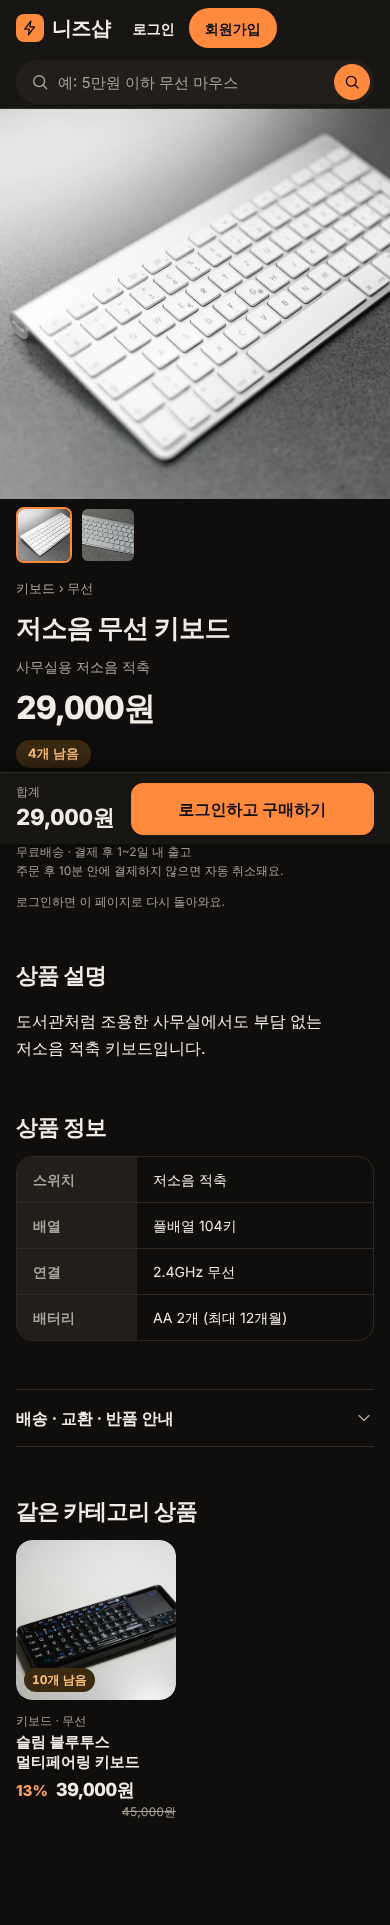 니즈샵
로그인
회원가입
예: 5만원 이하 무선 마우스
키보드 › 무선
저소음 무선 키보드
사무실용 저소음 적축
29,000원
4개 남음
합계
29,000원
로그인하고 구매하기
무료배송 · 결제 후 1~2일 내 출고
주문 후 10분 안에 결제하지 않으면 자동 취소돼요.
로그인하면 이 페이지로 다시 돌아와요.
상품 설명
도서관처럼 조용한 사무실에서도 부담 없는
저소음 적축 키보드입니다.
상품 정보
스위치 저소음 적축
배열 풀배열 104키
연결 2.4GHz 무선
배터리 AA 2개 (최대 12개월)
배송 · 교환 · 반품 안내
같은 카테고리 상품
10개 남음
키보드 · 무선
슬림 블루투스
멀티페어링 키보드
13% 39,000원
45,000원